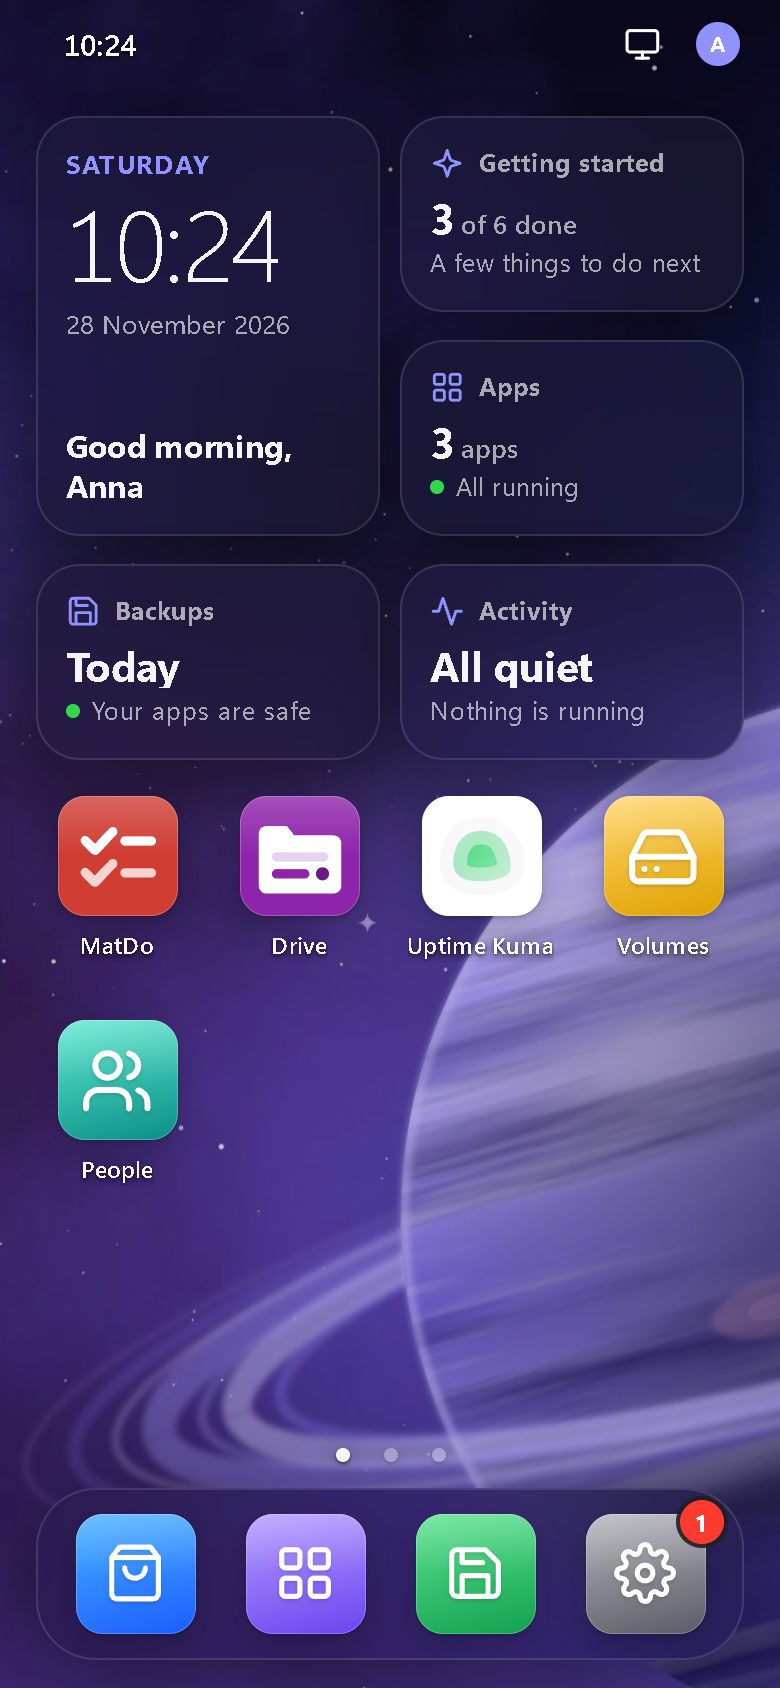 10:24
A
SATURDAY
10:24
28 November 2026
Good morning,
Anna
Getting started
3 of 6 done
A few things to do next
Apps
3 apps
All running
Backups
Today
Your apps are safe
Activity
All quiet
Nothing is running
MatDo
Drive
Uptime Kuma
Volumes
People
1